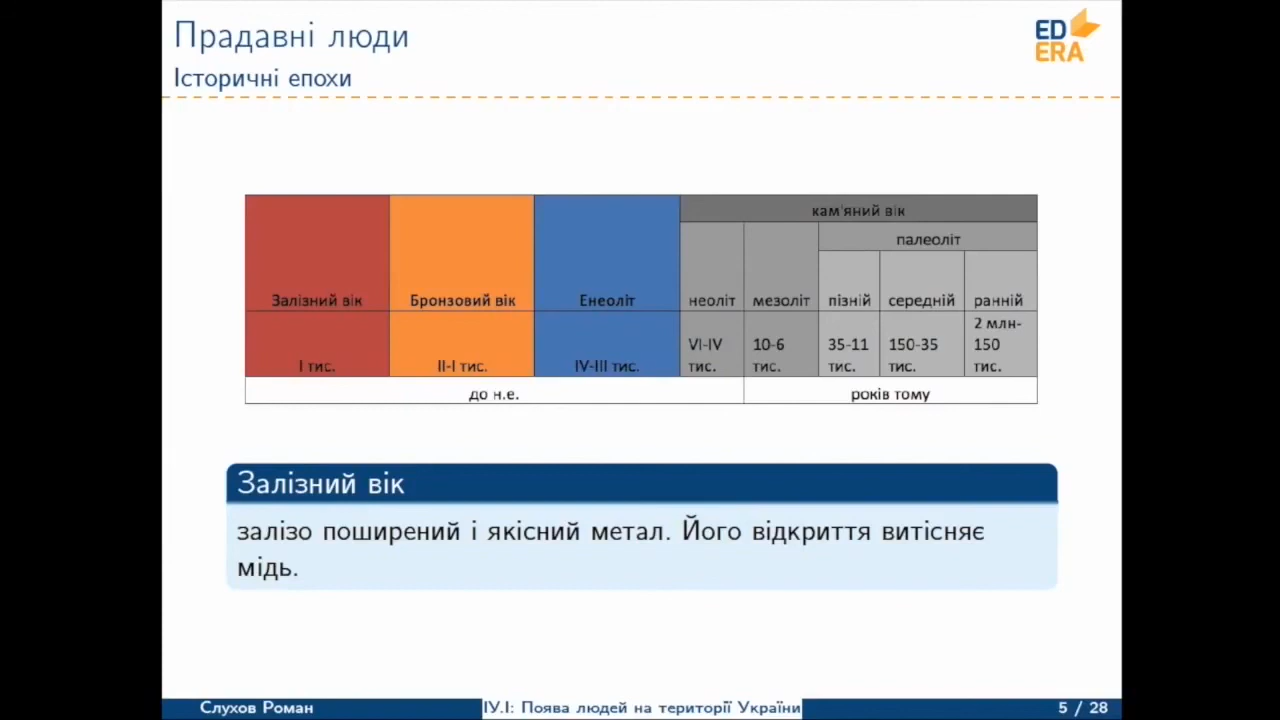 Прадавні люди
Історичні епохи
ED
ERA
кам'яний вік
палеоліт
Залізний вік
Бронзовий вік
Енеоліт
неоліт
мезоліт
пізній
середній
ранній
І тис.
ІІ-І тис.
IV-III тис.
VI-IV
тис.
10-6
тис.
35-11
тис.
150-35
тис.
2 млн-
150
тис.
до н.е.
років тому
Залізний вік
залізо поширений і якісний метал. Його відкриття витісняє
мідь.
Слухов Роман
ІУ.І: Поява людей на території України
5 / 28